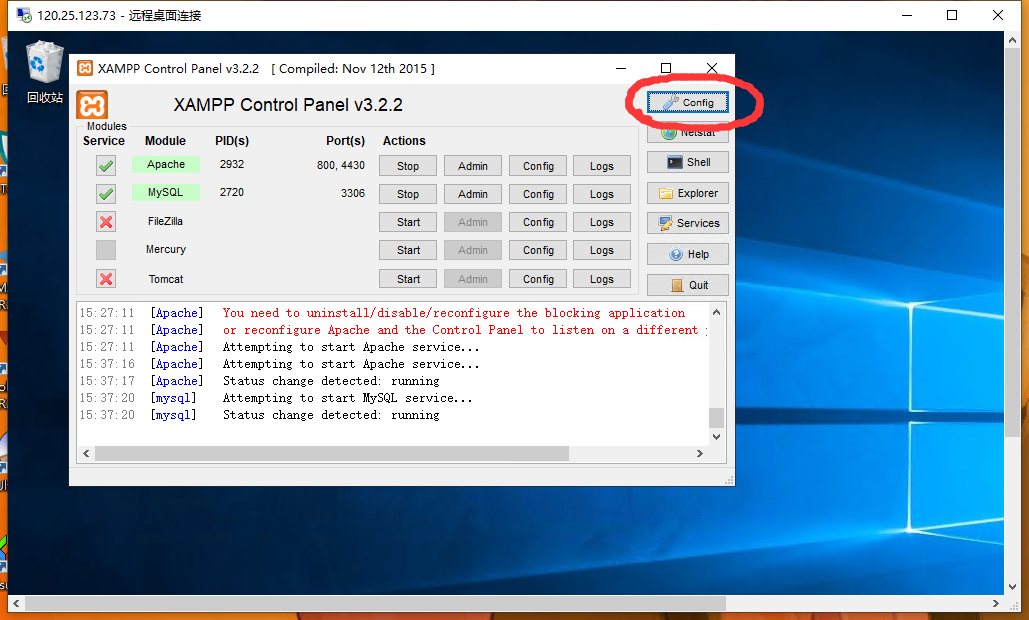 120.25.123.73 - 远程桌面连接
回收站
XAMPP Control Panel v3.2.2 [ Compiled: Nov 12th 2015 ]
XAMPP Control Panel v3.2.2
Config
Netstat
Shell
Explorer
Services
Help
Quit
Modules
Service Module PID(s) Port(s) Actions
Apache 2932 800, 4430 Stop Admin Config Logs
MySQL 2720 3306 Stop Admin Config Logs
FileZilla Start Admin Config Logs
Mercury Start Admin Config Logs
Tomcat Start Admin Config Logs
15:27:11 [Apache] You need to uninstall/disable/reconfigure the blocking application
15:27:11 [Apache] or reconfigure Apache and the Control Panel to listen on a different
15:27:11 [Apache] Attempting to start Apache service...
15:37:16 [Apache] Attempting to start Apache service...
15:37:17 [Apache] Status change detected: running
15:37:20 [mysql] Attempting to start MySQL service...
15:37:20 [mysql] Status change detected: running